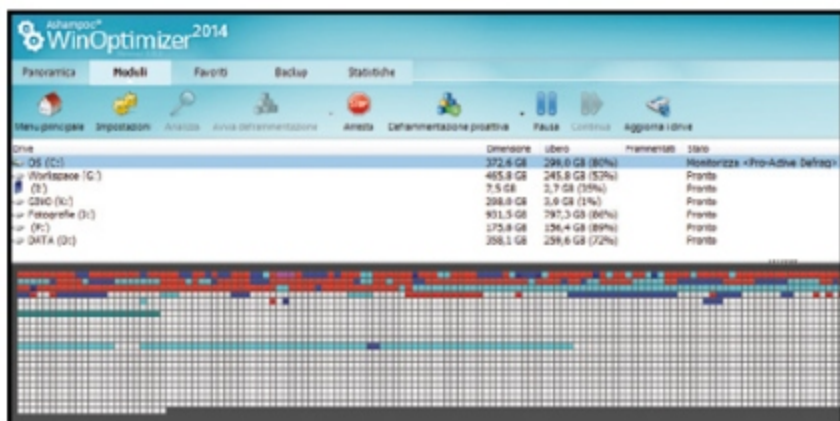 Ashampoo®
WinOptimizer 2014
Panoramica Moduli Favoriti Backup Statistiche
Menu principale Impostazioni Analizza Avvia deframmentazione Arresta Deframmentazione proattiva Pausa Continua Aggiorna i drive
Drive Dimensione Libero Frammentati Stato
OS (C:) 372,6 GB 299,0 GB (80%) Monitorizza <Pro-Active Defrag>
Workspace (G:) 465,8 GB 245,8 GB (53%) Pronto
7,5 GB 2,7 GB (35%) Pronto
GINO (K:) 298,0 GB 3,9 GB (1%) Pronto
Fotografie (J:) 931,5 GB 797,3 GB (86%) Pronto
(F:) 175,8 GB 156,4 GB (89%) Pronto
DATA (D:) 358,1 GB 259,6 GB (72%) Pronto